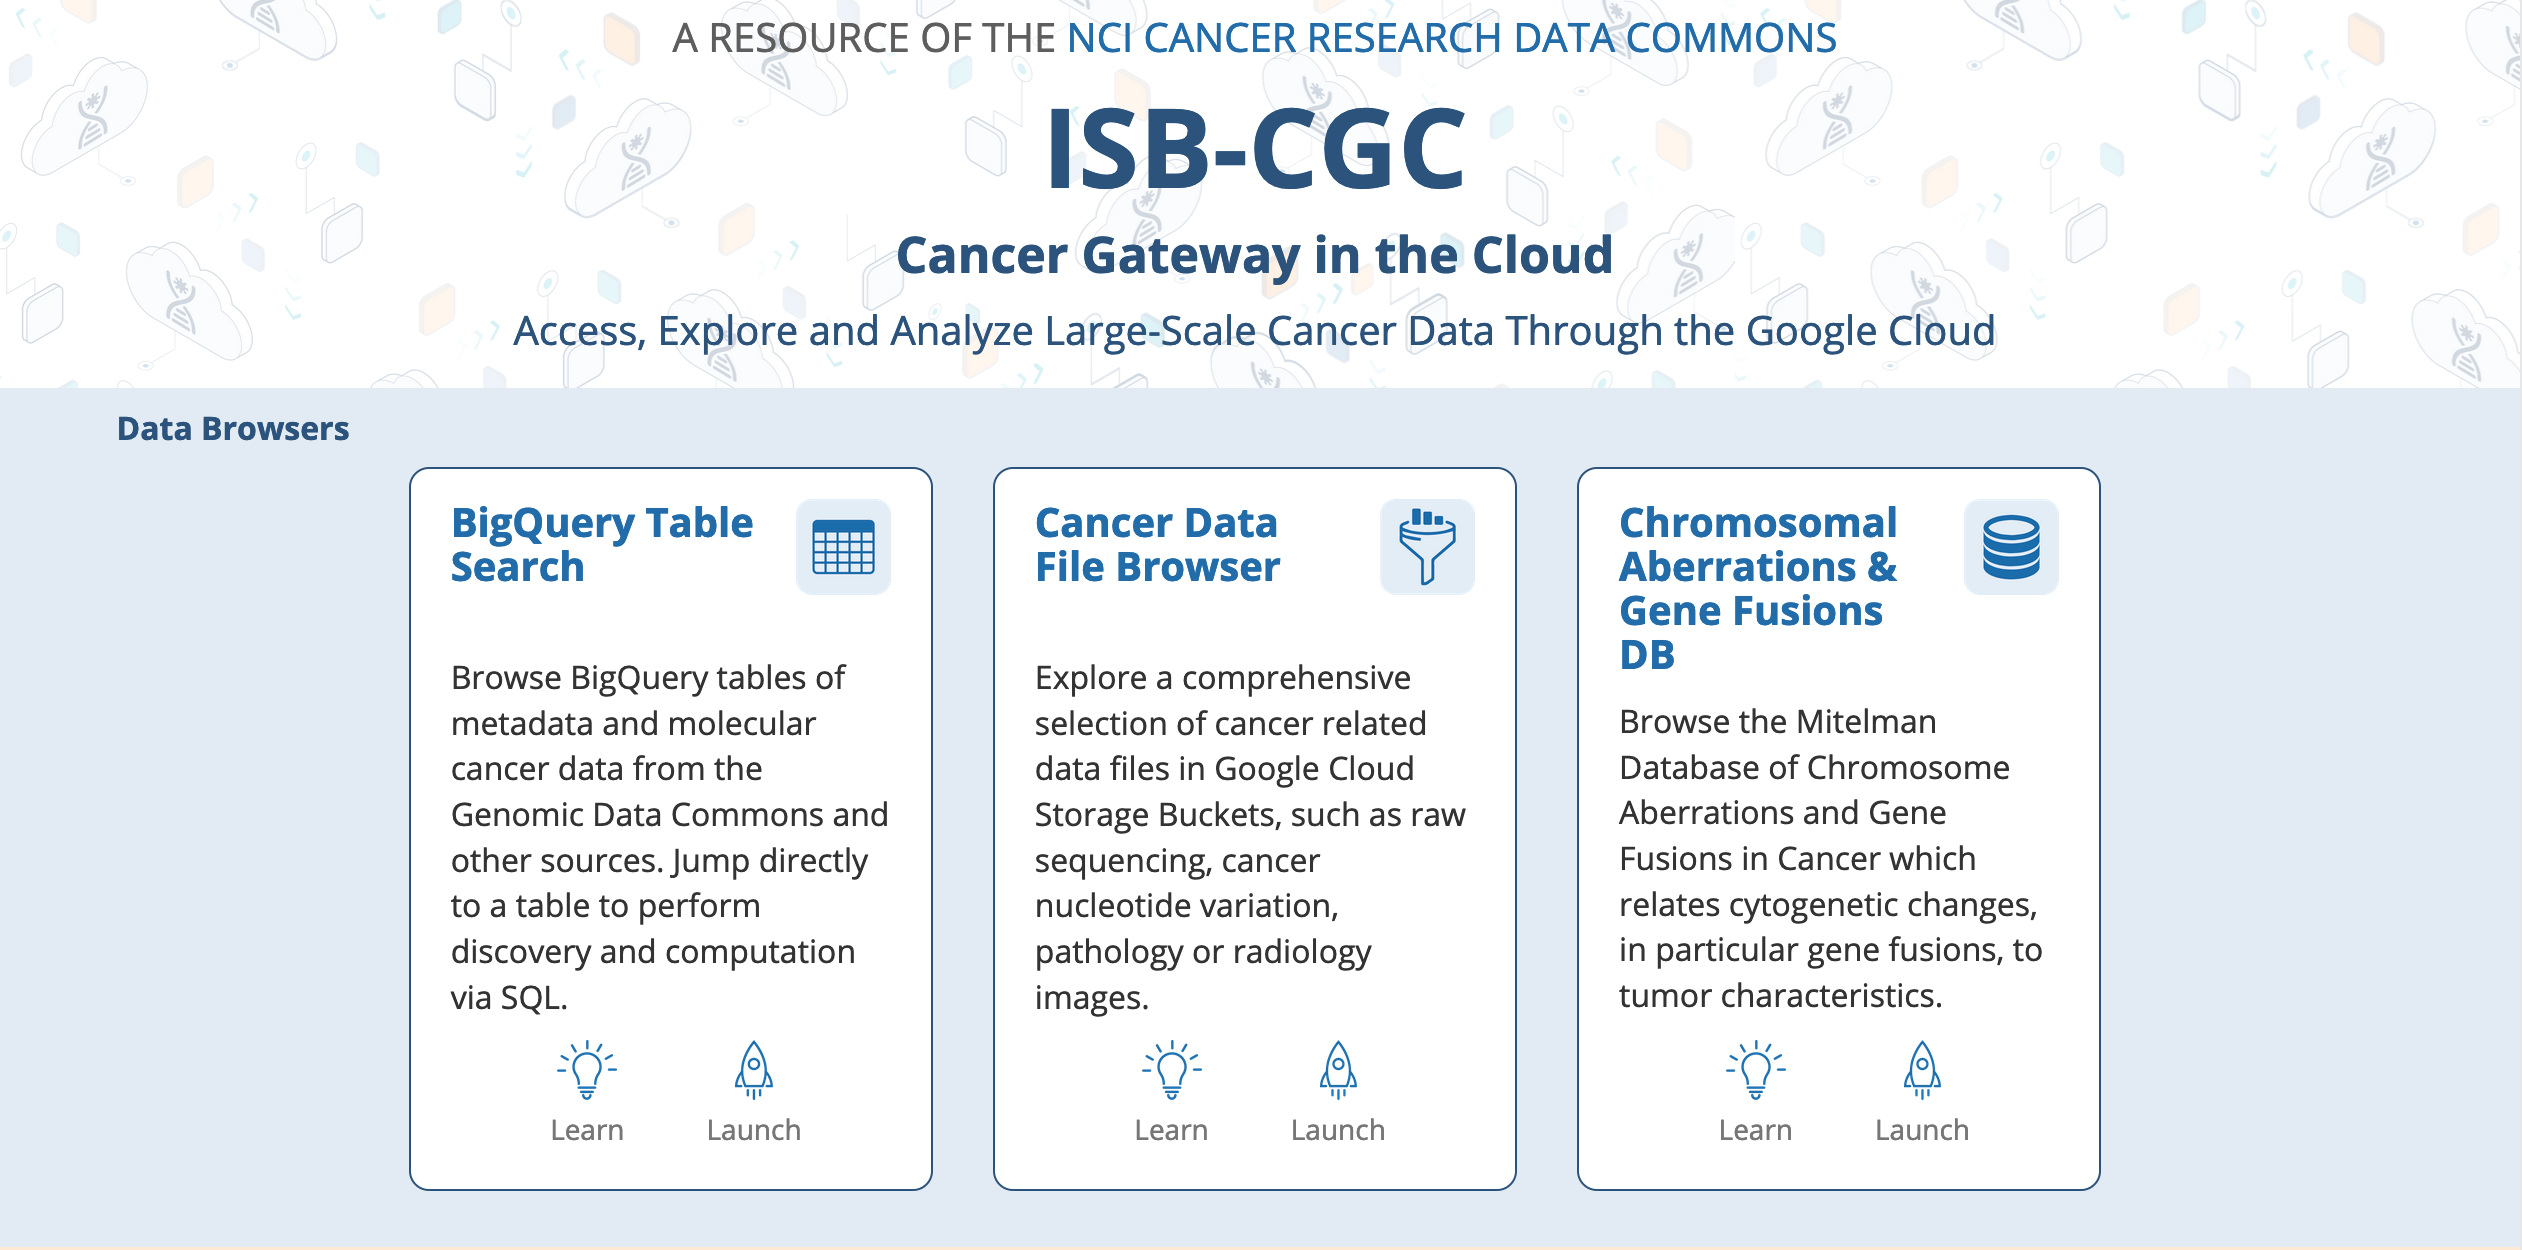 A RESOURCE OF THE NCI CANCER RESEARCH DATA COMMONS
ISB-CGC
Cancer Gateway in the Cloud
Access, Explore and Analyze Large-Scale Cancer Data Through the Google Cloud
Data Browsers
BigQuery Table
Search
Browse BigQuery tables of
metadata and molecular
cancer data from the
Genomic Data Commons and
other sources. Jump directly
to a table to perform
discovery and computation
via SQL.
Learn
Launch
Cancer Data
File Browser
Explore a comprehensive
selection of cancer related
data files in Google Cloud
Storage Buckets, such as raw
sequencing, cancer
nucleotide variation,
pathology or radiology
images.
Learn
Launch
Chromosomal
Aberrations &
Gene Fusions
DB
Browse the Mitelman
Database of Chromosome
Aberrations and Gene
Fusions in Cancer which
relates cytogenetic changes,
in particular gene fusions, to
tumor characteristics.
Learn
Launch